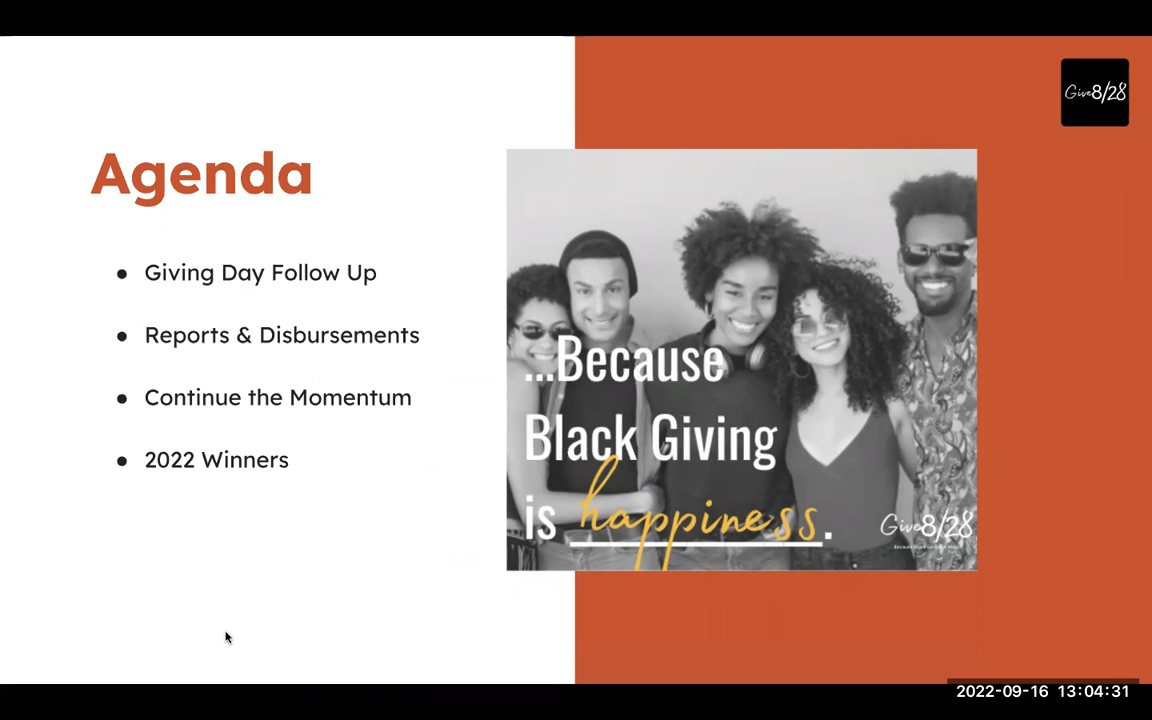 Give8/28
Agenda
• Giving Day Follow Up
• Reports & Disbursements
• Continue the Momentum
• 2022 Winners
...Because
Black Giving
is happiness.
Give8/28
2022-09-16 13:04:31